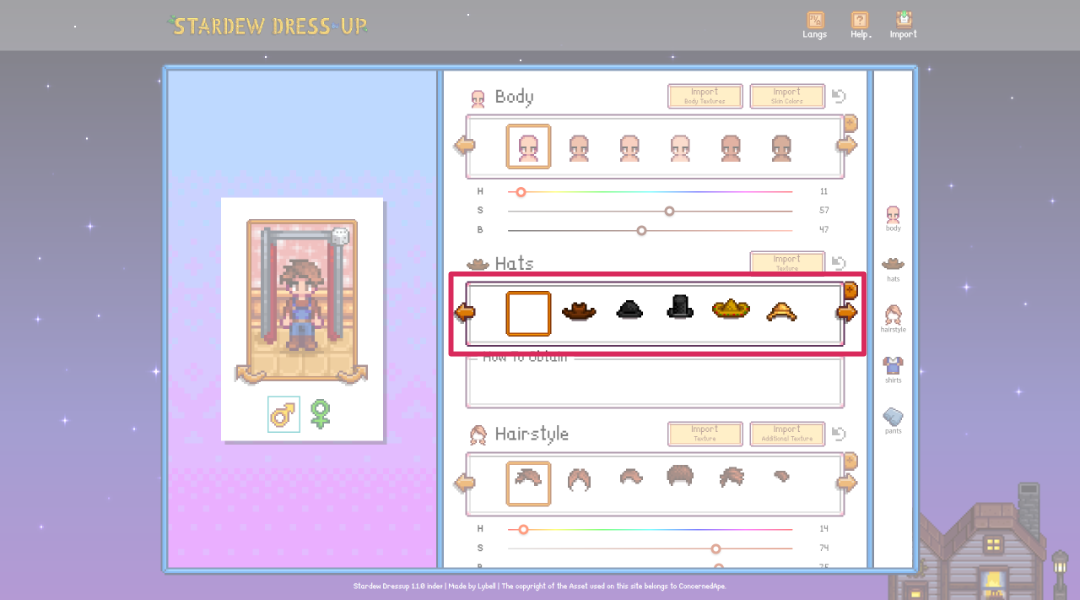 STARDEW DRESS-UP
Langs
Help.
Import
Body
Import
Body Textures
Import
Slim Colors
H
11
S
57
B
47
body
Hats
Import
Texture
hats
hairstyle
How To Obtain
shirts
pants
Hairstyle
Import
Texture
Import
Additional Texture
H
14
S
74
Stardew Dressup 1.1.0 index | Made by Lybell | The copyright of the Asset used on this site belongs to ConcernedApe.